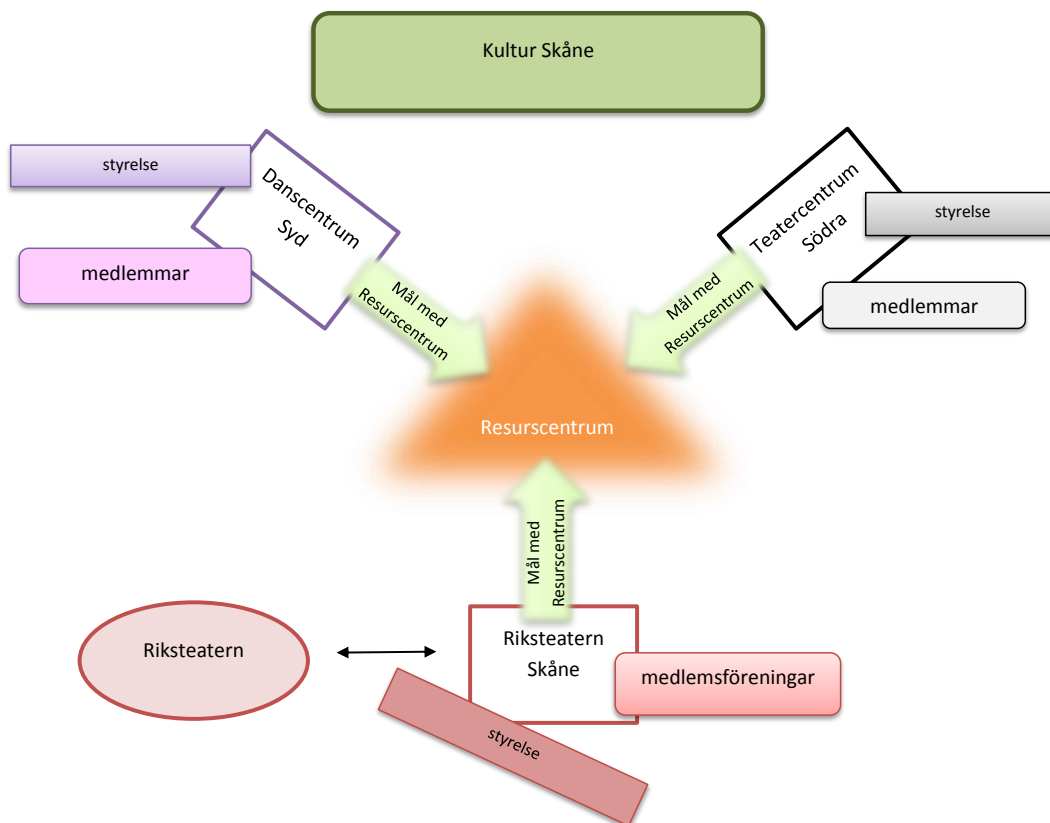 Kultur Skåne
styrelse
Danscentrum
Syd
medlemmar
Teatercentrum
Södra
styrelse
medlemmar
Mål med
Resurscentrum
Mål med
Resurscentrum
Resurscentrum
Mål med
Resurscentrum
Riksteatern
Riksteatern
Skåne
medlemsföreningar
styrelse